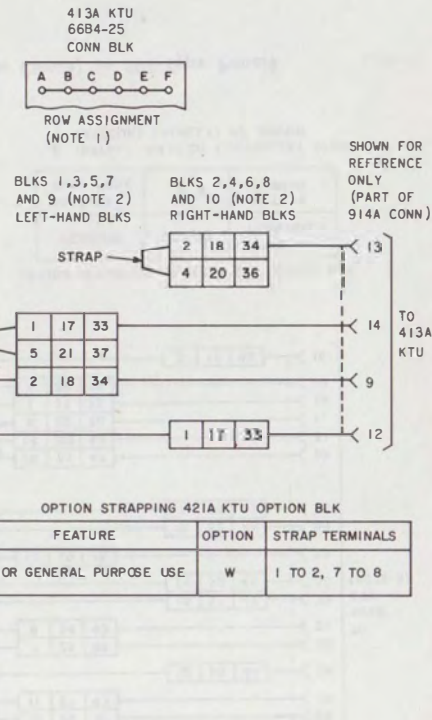 413A KTU
66B4-25
CONN BLK
A B C D E F
ROW ASSIGNMENT
(NOTE 1)
SHOWN FOR
REFERENCE
ONLY
(PART OF
914A CONN)
BLKS 1,3,5,7
AND 9 (NOTE 2)
LEFT-HAND BLKS
BLKS 2,4,6,8
AND 10 (NOTE 2)
RIGHT-HAND BLKS
STRAP
2 18 34
13
4 20 36
1 17 33
14
5 21 37
2 18 34
9
TO
413A
KTU
1 17 33
12
OPTION STRAPPING 421A KTU OPTION BLK
FEATURE OPTION STRAP TERMINALS
OR GENERAL PURPOSE USE W 1 TO 2, 7 TO 8